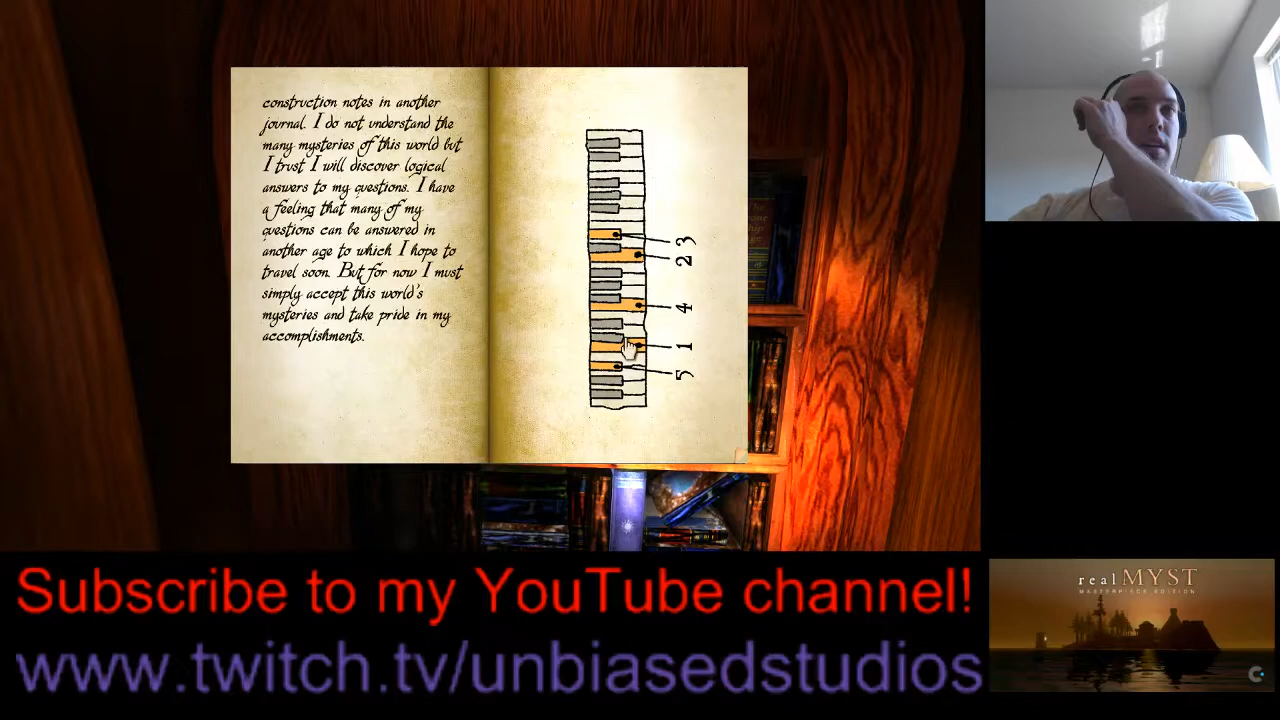 construction notes in another
journal. I do not understand the
many mysteries of this world but
I trust I will discover logical
answers to my questions. I have
a feeling that many of my
questions can be answered in
another age to which I hope to
travel soon. But for now I must
simply accept this world's
mysteries and take pride in my
accomplishments.
3
2
4
1
5
Subscribe to my YouTube channel!
www.twitch.tv/unbiasedstudios
realMYST
MASTERPIECE EDITION